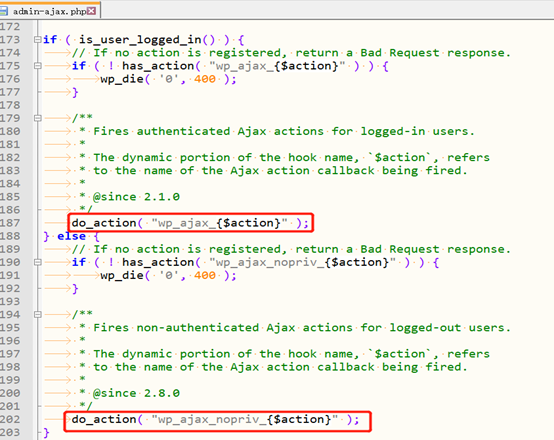 admin-ajax.php
172
173 if ( is_user_logged_in() ) {
174 // If no action is registered, return a Bad Request response.
175 if ( ! has_action( "wp_ajax_{$action}" ) ) {
176 wp_die( '0', 400 );
177 }
178
179 /**
180 * Fires authenticated Ajax actions for logged-in users.
181 *
182 * The dynamic portion of the hook name, `$action`, refers
183 * to the name of the Ajax action callback being fired.
184 *
185 * @since 2.1.0
186 */
187 do_action( "wp_ajax_{$action}" );
188 } else {
189 // If no action is registered, return a Bad Request response.
190 if ( ! has_action( "wp_ajax_nopriv_{$action}" ) ) {
191 wp_die( '0', 400 );
192 }
193
194 /**
195 * Fires non-authenticated Ajax actions for logged-out users.
196 *
197 * The dynamic portion of the hook name, `$action`, refers
198 * to the name of the Ajax action callback being fired.
199 *
200 * @since 2.8.0
201 */
202 do_action( "wp_ajax_nopriv_{$action}" );
203 }